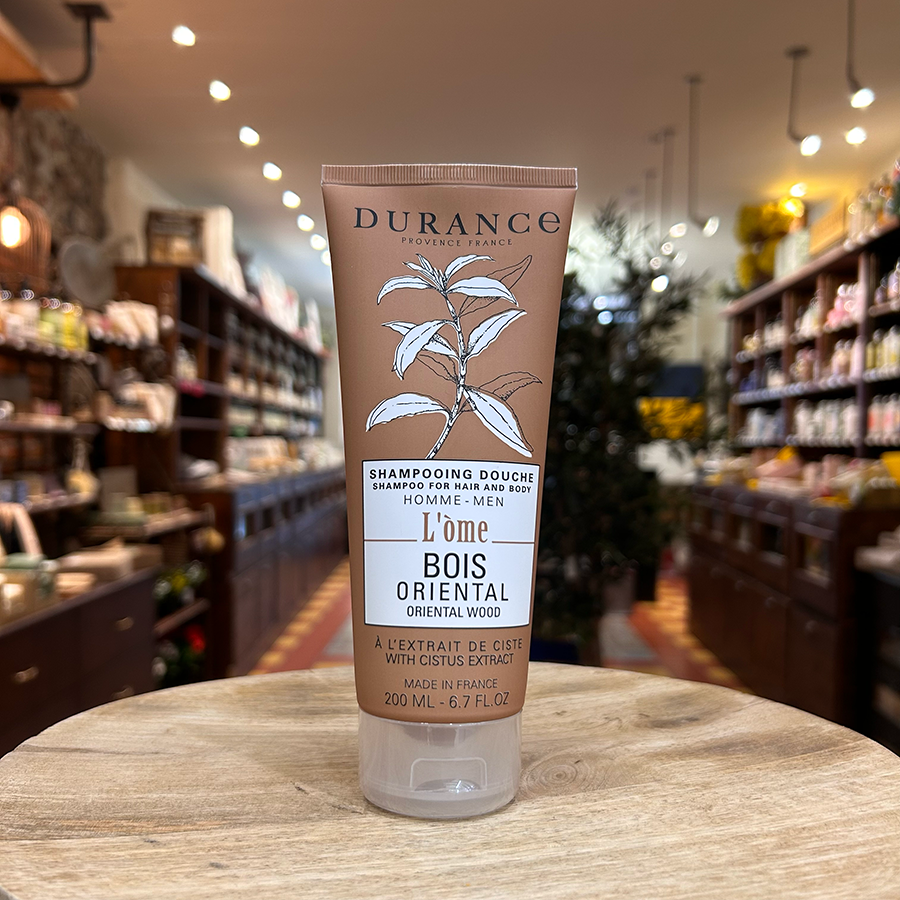 DURANCe
PROVENCE FRANCE
SHAMPOOING DOUCHE
SHAMPOO FOR HAIR AND BODY
HOMME - MEN
L'òme
BOIS
ORIENTAL
ORIENTAL WOOD
À L'EXTRAIT DE CISTE
WITH CISTUS EXTRACT
MADE IN FRANCE
200 ML - 6.7 FL.OZ